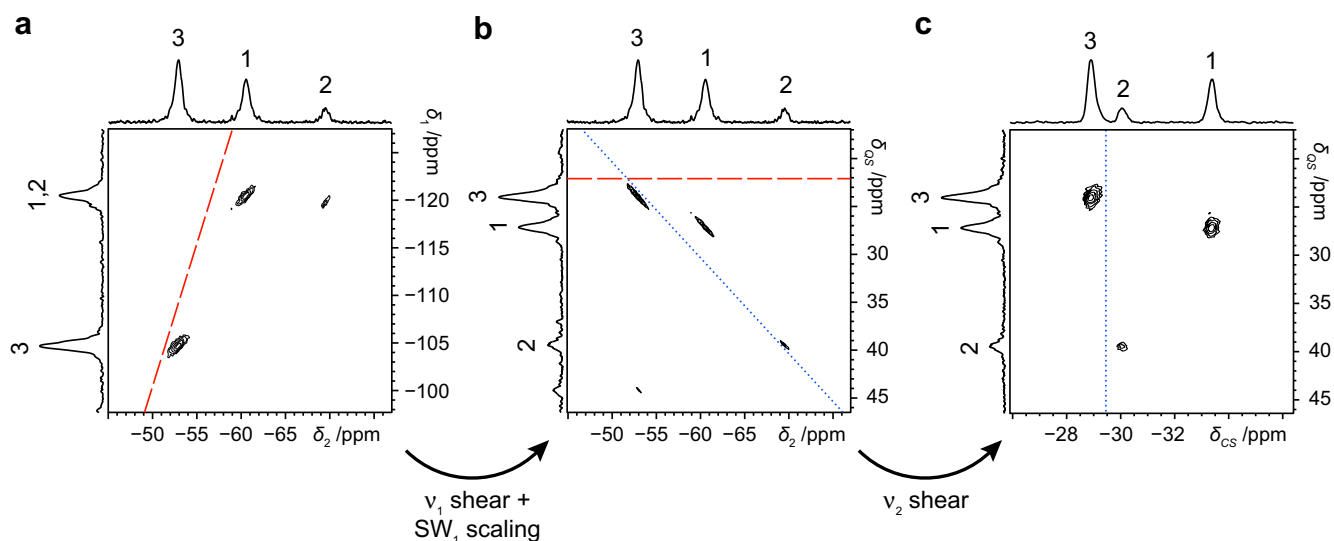 a
3
1
2
1,2
3
δ1 /ppm
−120
−115
−110
−105
−100
−50 −55 −60 −65 δ2 /ppm
b
3
1
2
3
1
2
δQS /ppm
30
35
40
45
−50 −55 −60 −65 δ2 /ppm
c
3
2
1
3
1
2
δQS /ppm
30
35
40
45
−28 −30 −32 δCS /ppm
ν1 shear +
SW1 scaling
ν2 shear